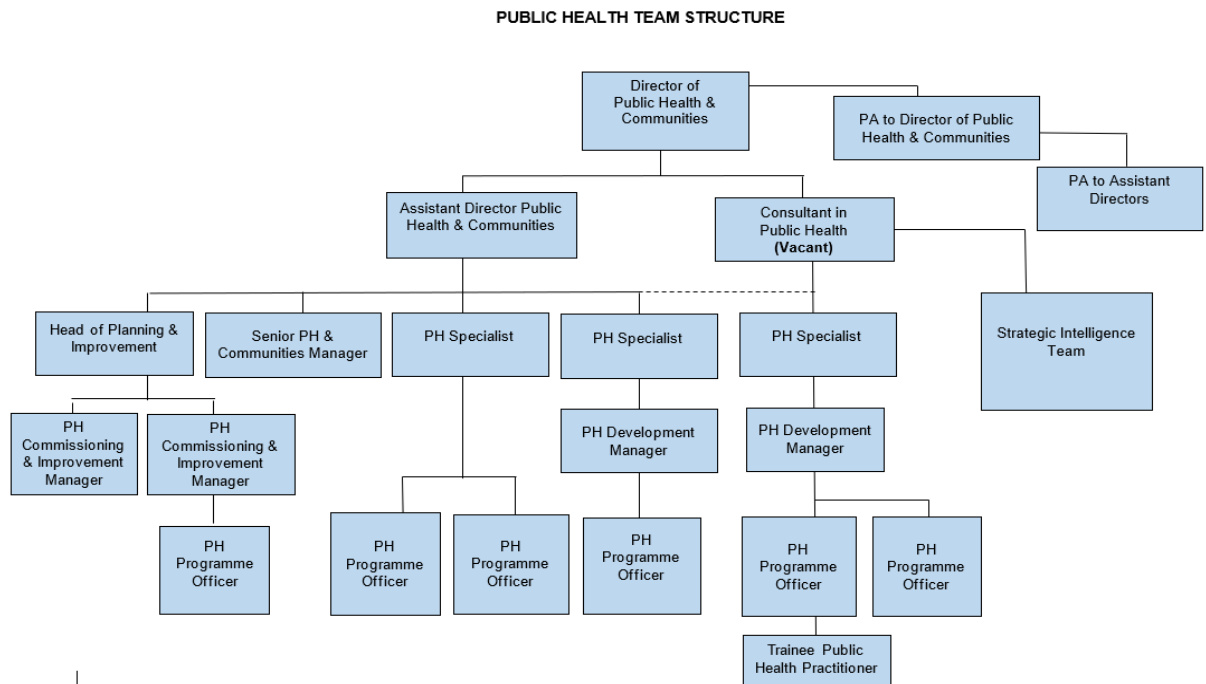 PUBLIC HEALTH TEAM STRUCTURE
Director of
Public Health &
Communities
PA to Director of Public
Health & Communities
PA to Assistant
Directors
Assistant Director Public
Health & Communities
Consultant in
Public Health
(Vacant)
Head of Planning &
Improvement
Senior PH &
Communities Manager
PH Specialist
PH Specialist
PH Specialist
Strategic Intelligence
Team
PH
Commissioning
& Improvement
Manager
PH
Commissioning &
Improvement
Manager
PH Development
Manager
PH Development
Manager
PH
Programme
Officer
PH
Programme
Officer
PH
Programme
Officer
PH
Programme
Officer
PH
Programme
Officer
PH
Programme
Officer
Trainee Public
Health Practitioner